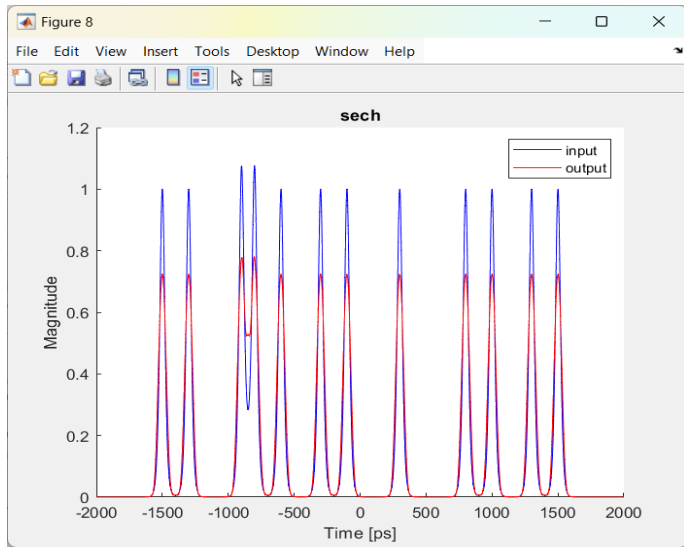 Figure 8
File Edit View Insert Tools Desktop Window Help
sech
1.2
input
output
1
0.8
0.6
0.4
0.2
0
Magnitude
-2000 -1500 -1000 -500 0 500 1000 1500 2000
Time [ps]